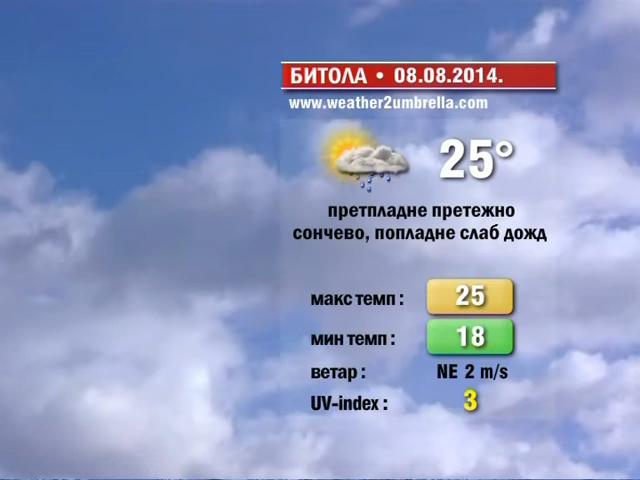 БИТОЛА • 08.08.2014.
www.weather2umbrella.com
25°
претпладне претежно
сончево, попладне слаб дожд
макс темп : 25
мин темп : 18
ветар : NE 2 m/s
UV-index : 3